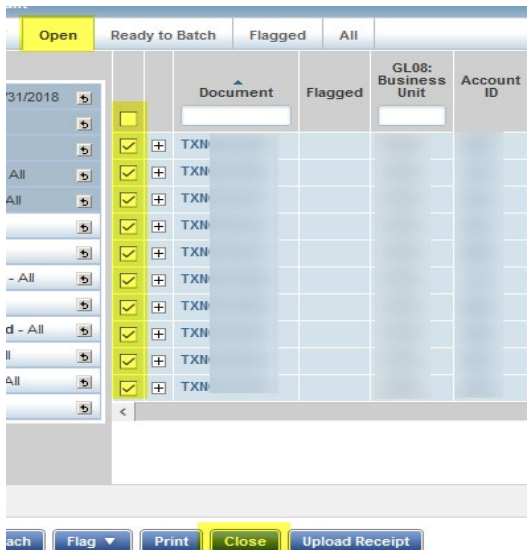 Open Ready to Batch Flagged All
/31/2018
Document Flagged GL08: Business Unit Account ID
TXN
TXN
All
TXN
All
TXN
TXN
TXN
- All
TXN
TXN
d - All
TXN
TXN
All
TXN
<
ach Flag ▼ Print Close Upload Receipt